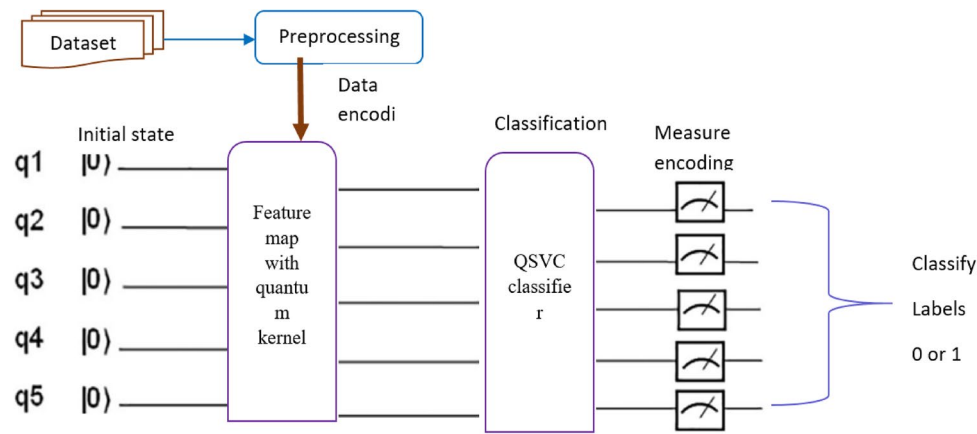 Dataset
Preprocessing
Data
encodi
Initial state
Classification
Measure
encoding
q1 |0⟩
q2 |0⟩
q3 |0⟩
q4 |0⟩
q5 |0⟩
Feature
map
with
quantu
m
kernel
QSVC
classifie
r
Classify
Labels
0 or 1